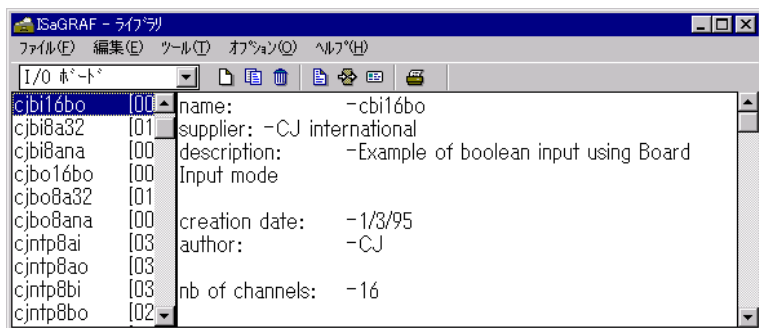 ISaGRAF - ﾗｲﾌﾞﾗﾘ
ﾌｧｲﾙ(F) 編集(E) ﾂｰﾙ(T) ｵﾌﾟｼｮﾝ(O) ﾍﾙﾌﾟ(H)
I/O ﾎﾞｰﾄﾞ
cjbi16bo [00
cjbi8a32 [01
cjbi8ana [00
cjbo16bo [00
cjbo8a32 [01
cjbo8ana [00
cjntp8ai [03
cjntp8ao [03
cjntp8bi [03
cjntp8bo [02
name: -cbi16bo
supplier: -CJ international
description: -Example of boolean input using Board
Input mode
creation date: -1/3/95
author: -CJ
nb of channels: -16